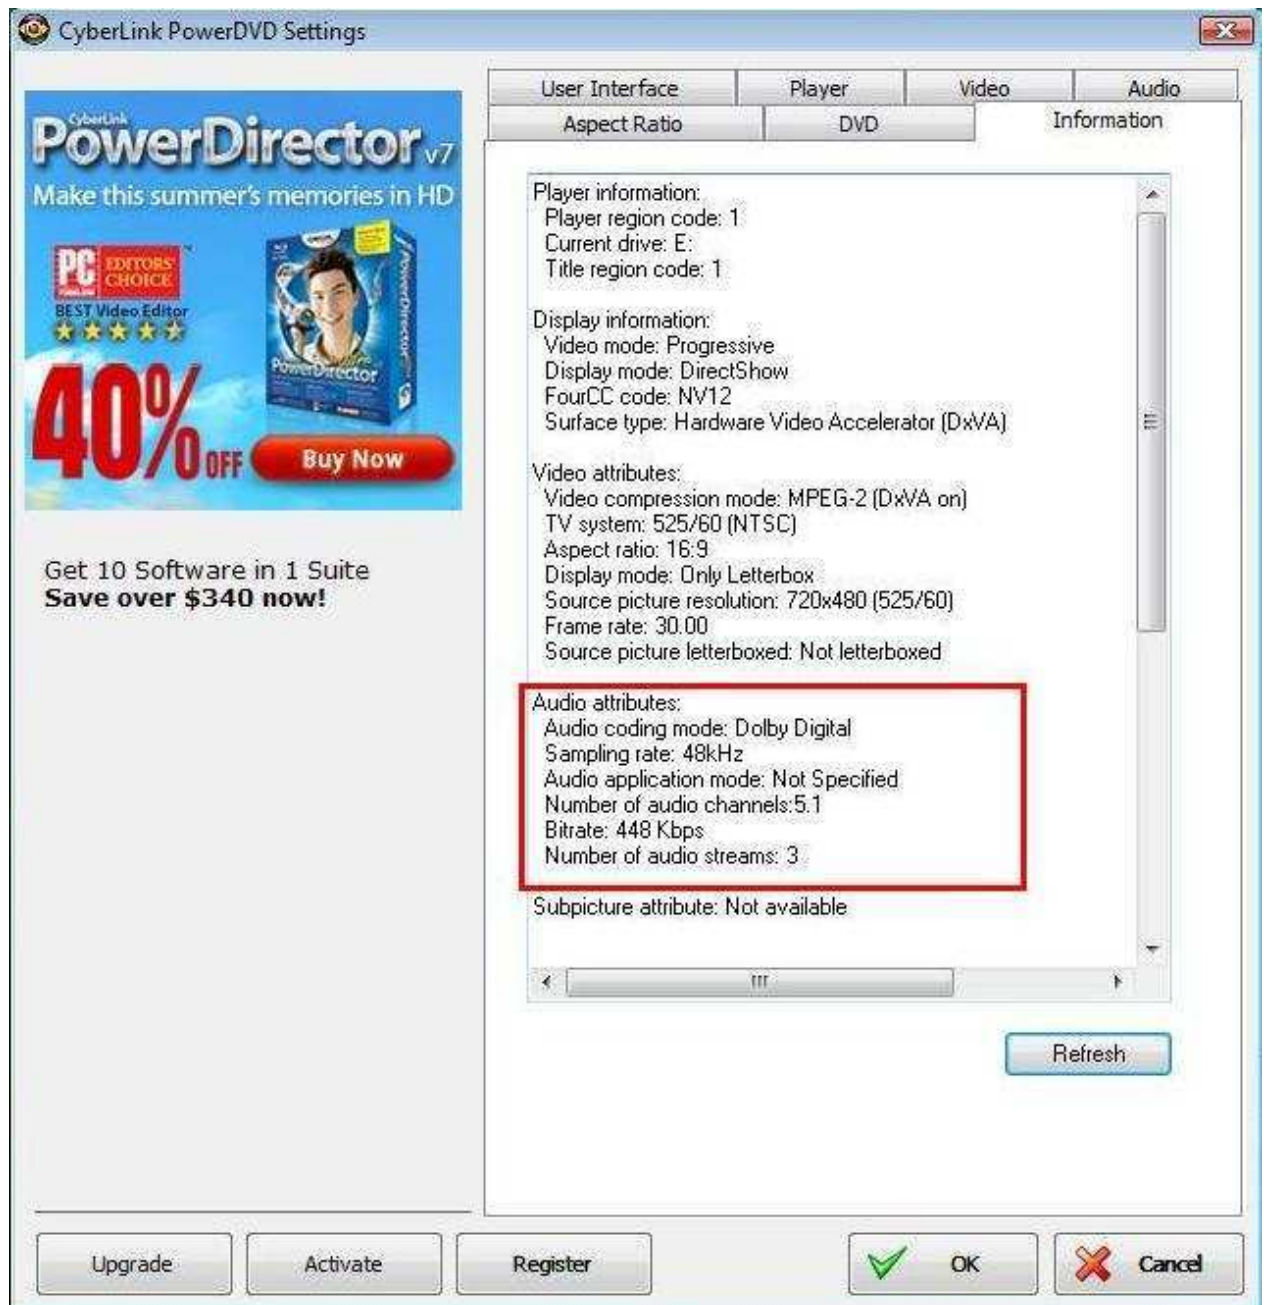 CyberLink PowerDVD Settings
User Interface
Player
Video
Audio
Aspect Ratio
DVD
Information
CyberLink
PowerDirector v7
Make this summer's memories in HD
PC
EDITORS'
CHOICE
BEST Video Editor
PowerDirector
PowerDirector
40% OFF
Buy Now
Get 10 Software in 1 Suite
Save over $340 now!
Player information:
Player region code: 1
Current drive: E:
Title region code: 1
Display information:
Video mode: Progressive
Display mode: DirectShow
FourCC code: NV12
Surface type: Hardware Video Accelerator (DxVA)
Video attributes:
Video compression mode: MPEG-2 (DxVA on)
TV system: 525/60 (NTSC)
Aspect ratio: 16:9
Display mode: Only Letterbox
Source picture resolution: 720x480 (525/60)
Frame rate: 30.00
Source picture letterboxed: Not letterboxed
Audio attributes:
Audio coding mode: Dolby Digital
Sampling rate: 48kHz
Audio application mode: Not Specified
Number of audio channels:5.1
Bitrate: 448 Kbps
Number of audio streams: 3
Subpicture attribute: Not available
Refresh
Upgrade
Activate
Register
OK
Cancel